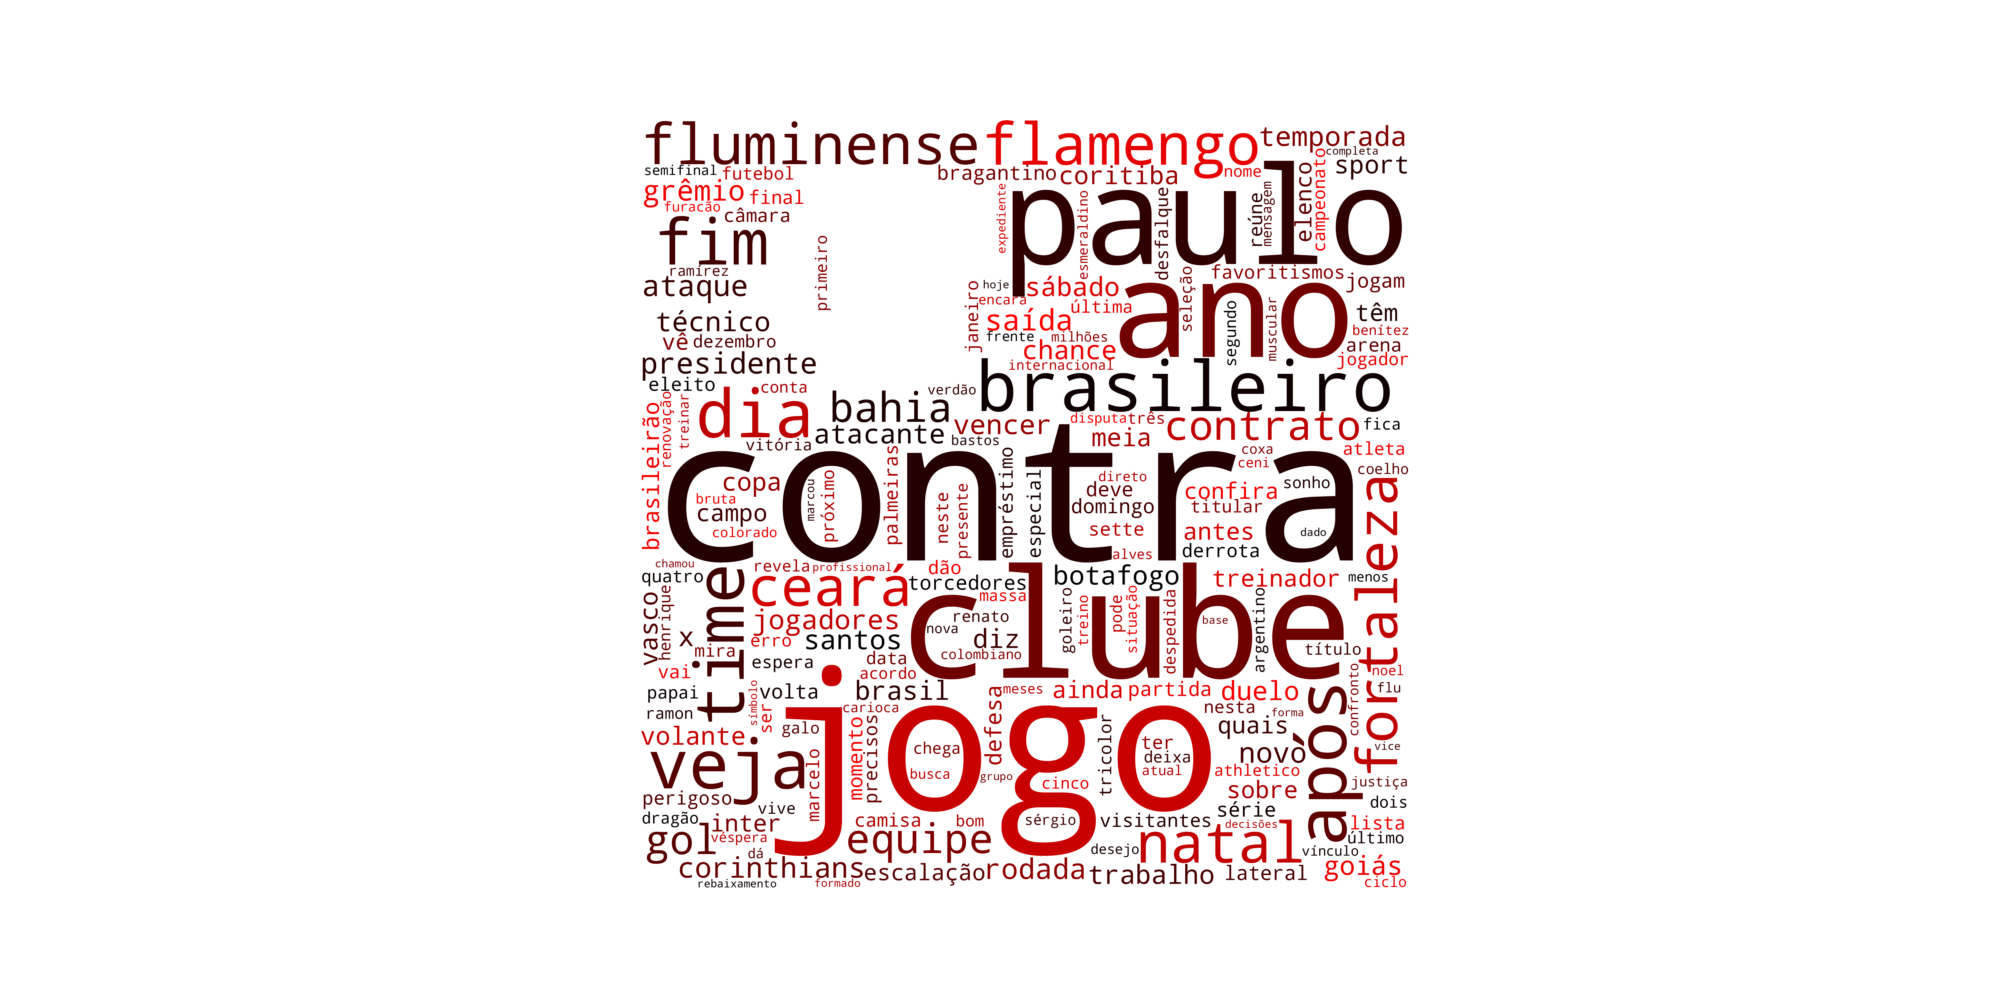 fluminense
flamengo
temporada
completa
semifinal
futebol
bragantino
coritiba
nome
campeonato
sport
grêmio
final
furacão
câmara
expediente
paulo
esmeraldino
desfalque
reúne
mensagem
elenco
fim
ramírez
ataque
primeiro
hoje
sábado
favoritismos
jogam
encara
última
ano
seleção
segundo
muscular
técnico
janeiro
saída
milhões
têm
vê
dezembro
frente
benítez
arena
presidente
chance
jogador
internacional
eleito
conta
verdão
brasileiro
dia
bahia
renovação
treinar
brasileirão
atacante
vencer
disputa
três
contrato
fica
vitória
bastos
meia
coxa
ceni
atleta
contra
coelho
copa
próximo
palmeiras
bruta
marcou
campo
colorado
neste
presente
empréstimo
especial
direto
deve
domingo
sette
confira
titular
sonho
antes
dado
derrota
alves
fortaleza
chamou
quatro
time
revela
profissional
dão
ceará
torcedores
botafogo
treinador
menos
massa
clube
vasco
henrique
jogadores
renato
nova
x
mira
erro
santos
diz
colombiano
goleiro
treino
pode
situação
despedida
base
argentino
título
vai
espera
data
acordo
noel
papai
símbolo
volta
brasil
meses
ainda
partida
duelo
confronto
flu
ramon
ser
carioca
jogo
defesa
nesta
forma
após
volante
galo
momento
precisos
tricolor
quais
vice
veja
marcelo
chega
busca
grupo
ter
deixa
atual
novo
athletico
cinco
justiça
perigoso
vive
sobre
dois
dragão
inter
camisa
bom
sérgio
visitantes
série
decisões
lista
gol
véspera
equipe
natal
último
dá
desejo
vínculo
corinthians
escalação
rodada
trabalho
lateral
goiás
rebaixamento
formado
ciclo